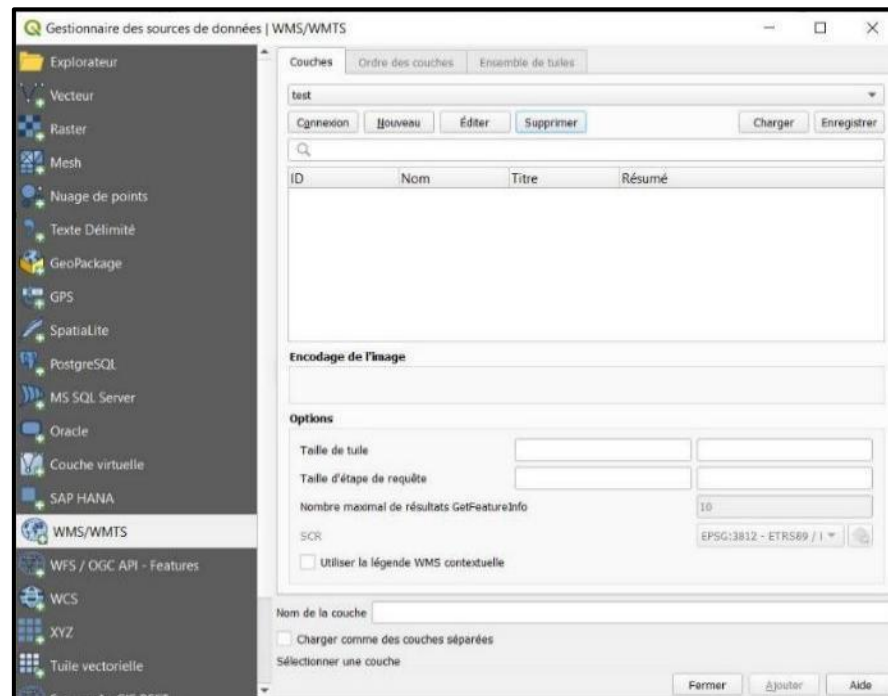 Gestionnaire des sources de données | WMS/WMTS
Explorateur
Vecteur
Raster
Mesh
Nuage de points
Texte Délimité
GeoPackage
GPS
SpatiaLite
PostgreSQL
MS SQL Server
Oracle
Couche virtuelle
SAP HANA
WMS/WMTS
WFS / OGC API - Features
WCS
XYZ
Tuile vectorielle
Couches Ordre des couches Ensemble de tuiles
test
Connexion Nouveau Éditer Supprimer Charger Enregistrer
ID Nom Titre Résumé
Encodage de l'image
Options
Taille de tuile
Taille d'étape de requête
Nombre maximal de résultats GetFeatureInfo 10
SCR EPSG:3812 - ETRS89 /
Utiliser la légende WMS contextuelle
Nom de la couche
Charger comme des couches séparées
Sélectionner une couche
Fermer Ajouter Aide